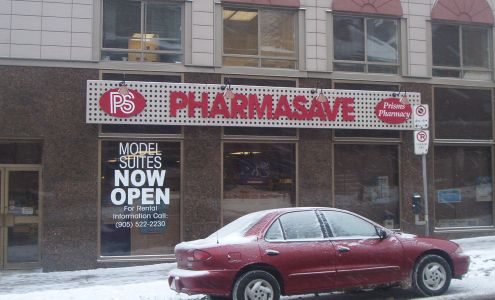 PS PHARMASAVE
Prisms
Pharmacy
MODEL
SUITES
NOW
OPEN
For Rental
Information Call:
(905) 522-2230